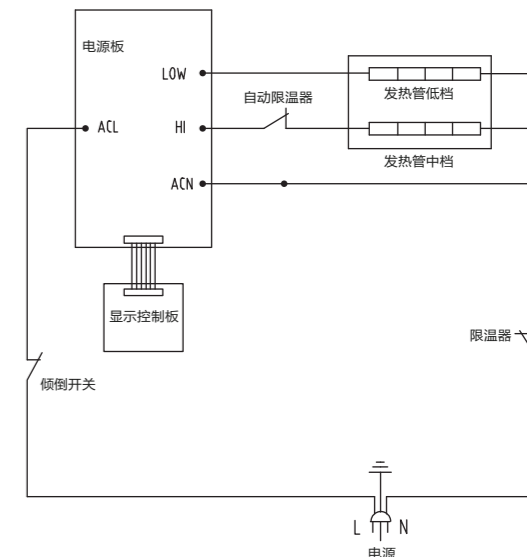 电源板
LOW
自动限温器
发热管低档
ACL
HI
发热管中档
ACN
显示控制板
限温器
倾倒开关
L
N
电源